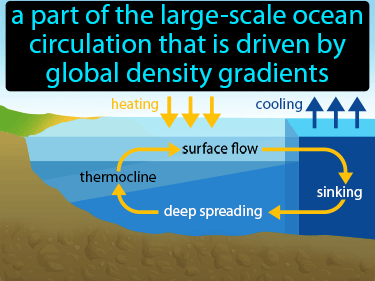 a part of the large-scale ocean
circulation that is driven by
global density gradients
heating
cooling
surface flow
thermocline
sinking
deep spreading